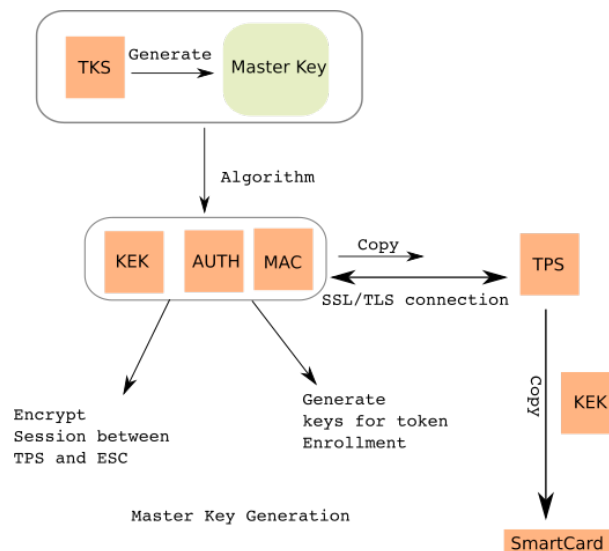 Generate
TKS
Master Key
Algorithm
KEK
AUTH
MAC
Copy
SSL/TLS connection
TPS
Copy
KEK
Encrypt
Session between
TPS and ESC
Generate
keys for token
Enrollment
Master Key Generation
SmartCard